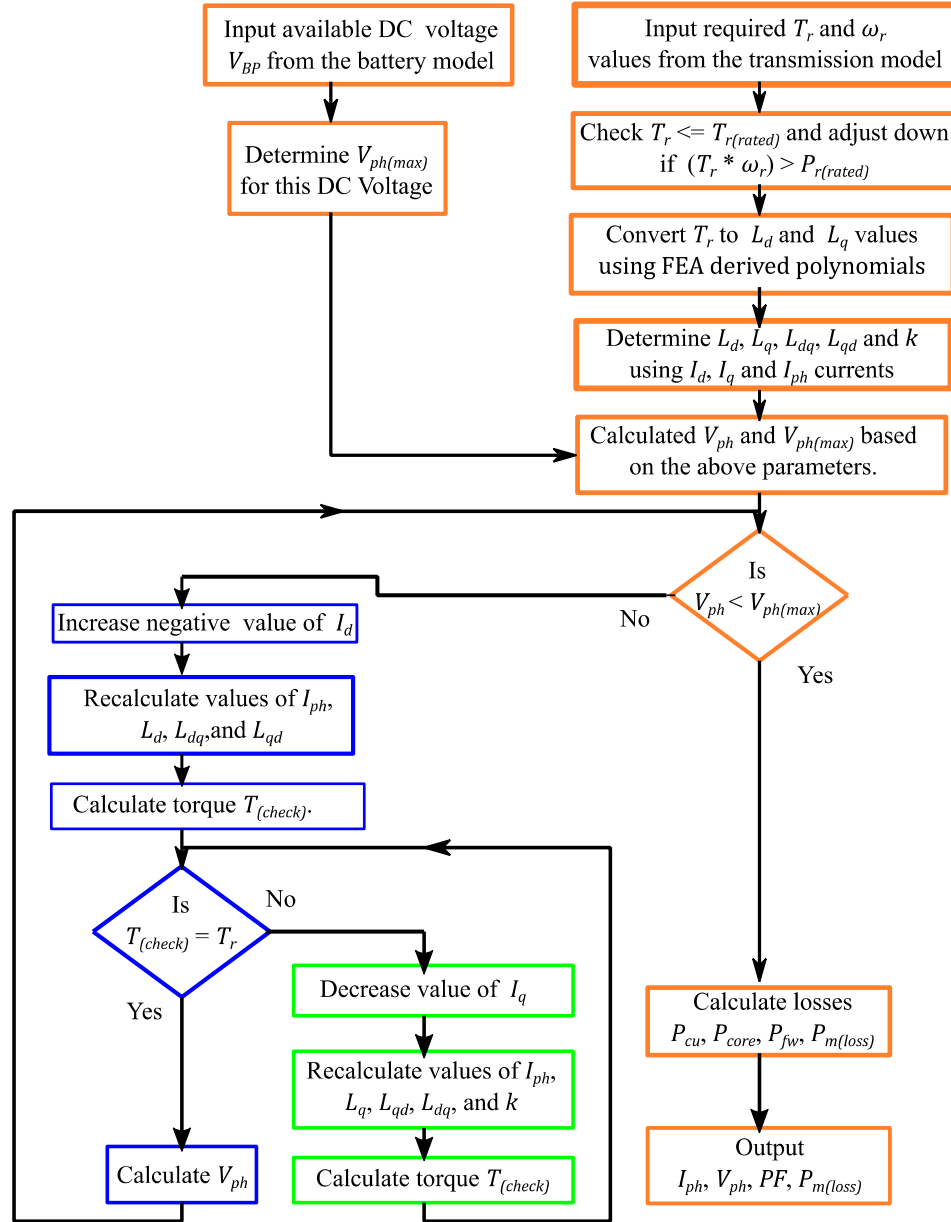 Input available DC voltage
V_BP from the battery model
Determine V_ph(max)
for this DC Voltage
Input required T_r and ω_r
values from the transmission model
Check T_r <= T_r(rated) and adjust down
if (T_r * ω_r) > P_r(rated)
Convert T_r to L_d and L_q values
using FEA derived polynomials
Determine L_d, L_q, L_dq, L_qd and k
using I_d, I_q and I_ph currents
Calculated V_ph and V_ph(max) based
on the above parameters.
Is
V_ph < V_ph(max)
No
Yes
Increase negative value of I_d
Recalculate values of I_ph,
L_d, L_dq,and L_qd
Calculate torque T_(check).
Is
T_(check) = T_r
No
Yes
Decrease value of I_q
Recalculate values of I_ph,
L_q, L_qd, L_dq, and k
Calculate torque T_(check)
Calculate V_ph
Calculate losses
P_cu, P_core, P_fw, P_m(loss)
Output
I_ph, V_ph, PF, P_m(loss)